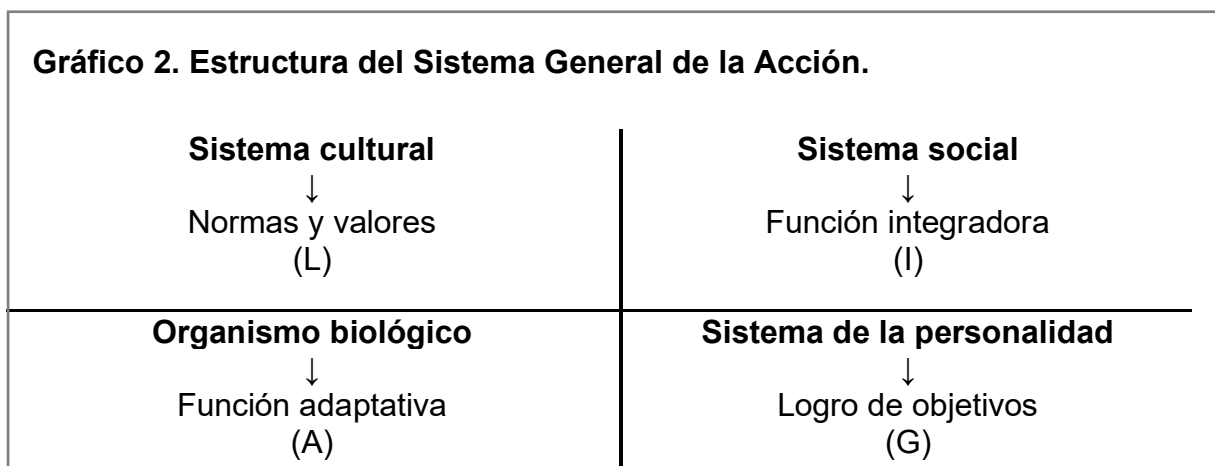 Gráfico 2. Estructura del Sistema General de la Acción.
Sistema cultural
↓
Normas y valores
(L)
Sistema social
↓
Función integradora
(I)
Organismo biológico
↓
Función adaptativa
(A)
Sistema de la personalidad
↓
Logro de objetivos
(G)